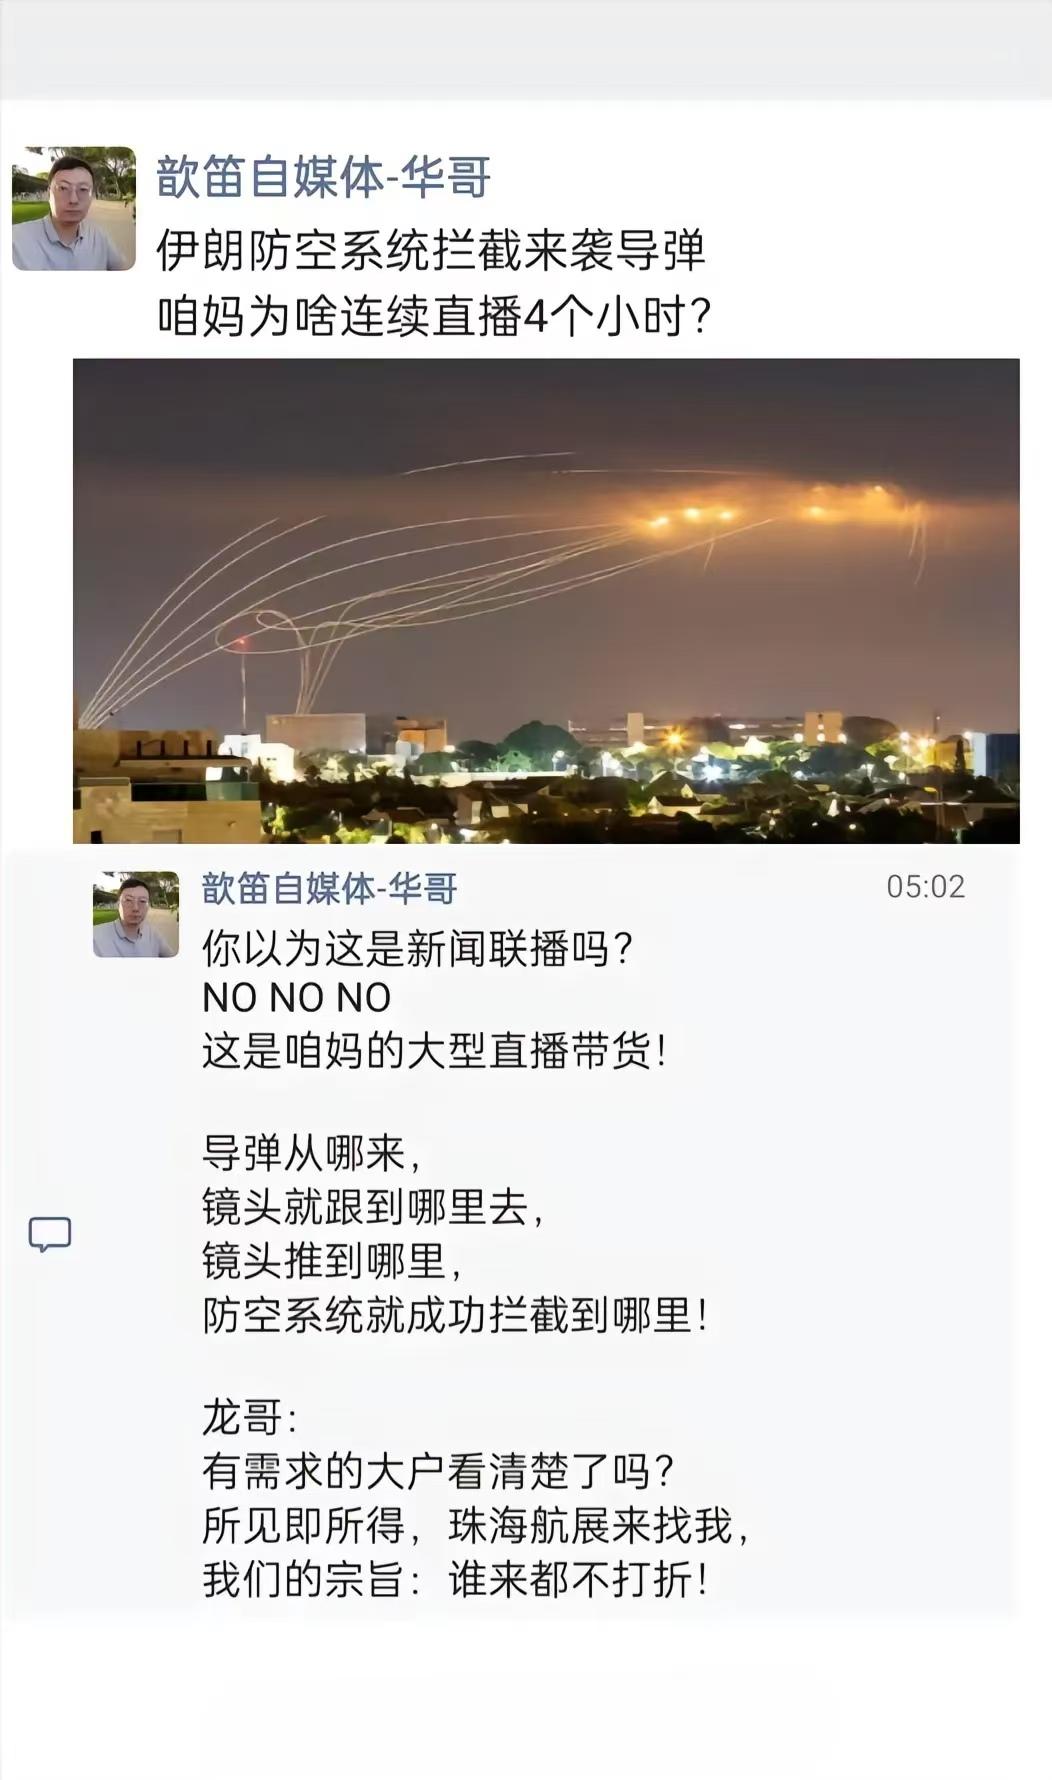 歆笛自媒体-华哥
伊朗防空系统拦截来袭导弹
咱妈为啥连续直播4个小时？
歆笛自媒体-华哥
05:02
你以为这是新闻联播吗？
NO NO NO
这是咱妈的大型直播带货！
导弹从哪来，
镜头就跟到哪里去，
镜头推到哪里，
防空系统就成功拦截到哪里！
龙哥：
有需求的大户看清楚了吗？
所见即所得，珠海航展来找我，
我们的宗旨：谁来都不打折！